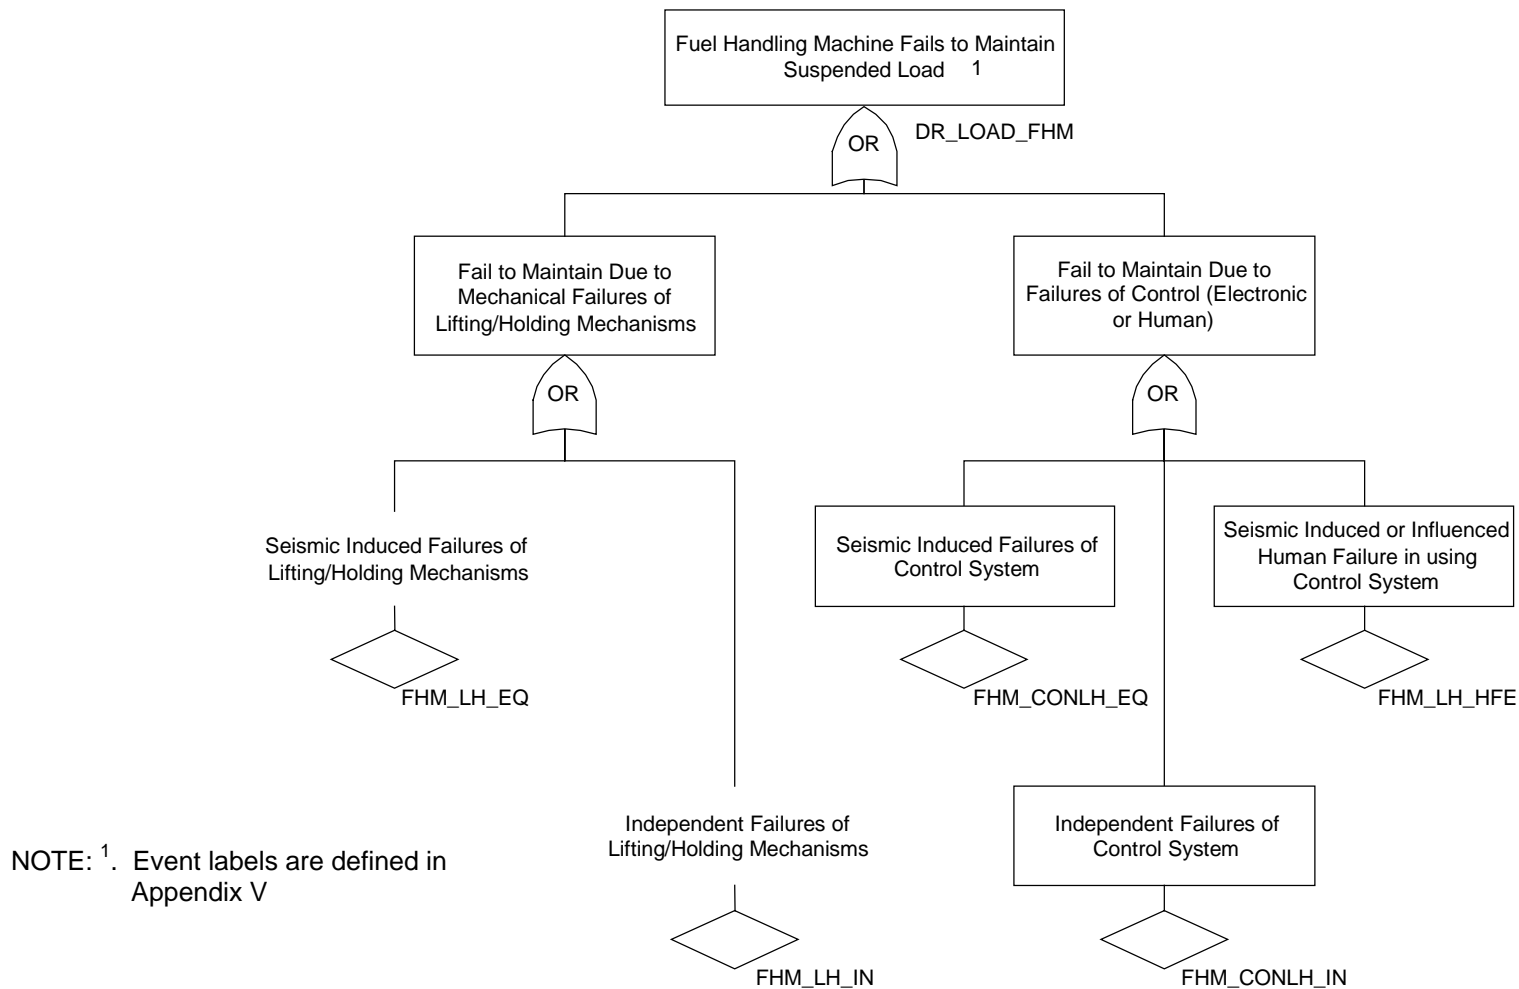 Fuel Handling Machine Fails to Maintain
Suspended Load 1
OR
DR_LOAD_FHM
Fail to Maintain Due to
Mechanical Failures of
Lifting/Holding Mechanisms
Fail to Maintain Due to
Failures of Control (Electronic
or Human)
OR
OR
Seismic Induced Failures of
Lifting/Holding Mechanisms
FHM_LH_EQ
Seismic Induced Failures of
Control System
FHM_CONLH_EQ
Seismic Induced or Influenced
Human Failure in using
Control System
FHM_LH_HFE
Independent Failures of
Lifting/Holding Mechanisms
FHM_LH_IN
Independent Failures of
Control System
FHM_CONLH_IN
NOTE: 1. Event labels are defined in
Appendix V